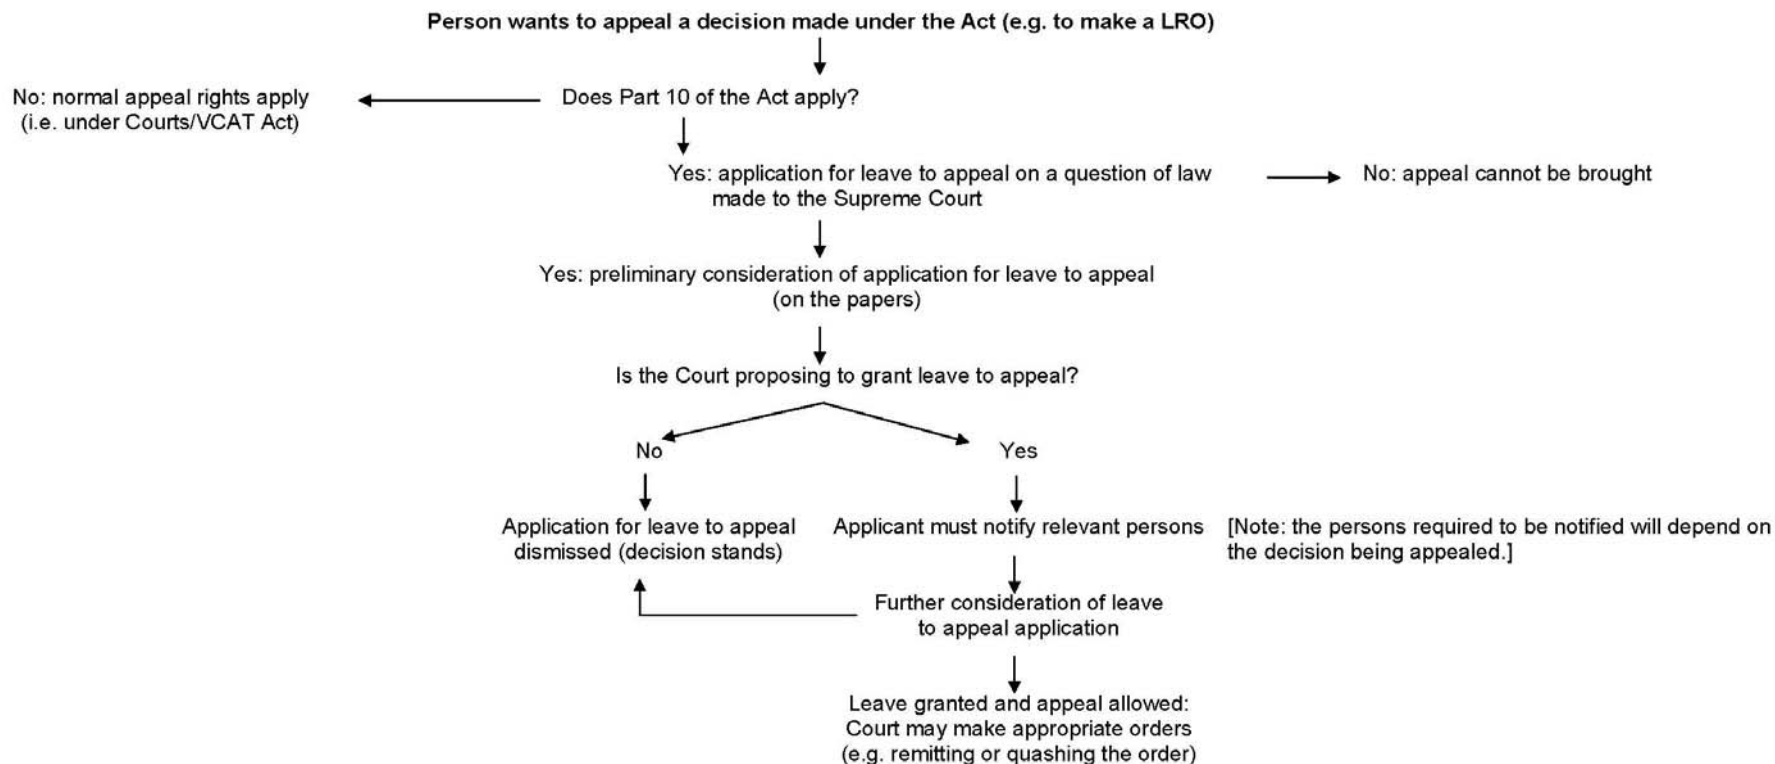 Person wants to appeal a decision made under the Act (e.g. to make a LRO)
No: normal appeal rights apply
(i.e. under Courts/VCAT Act)
Does Part 10 of the Act apply?
Yes: application for leave to appeal on a question of law
made to the Supreme Court
No: appeal cannot be brought
Yes: preliminary consideration of application for leave to appeal
(on the papers)
Is the Court proposing to grant leave to appeal?
No
Yes
Application for leave to appeal
dismissed (decision stands)
Applicant must notify relevant persons
[Note: the persons required to be notified will depend on
the decision being appealed.]
Further consideration of leave
to appeal application
Leave granted and appeal allowed:
Court may make appropriate orders
(e.g. remitting or quashing the order)